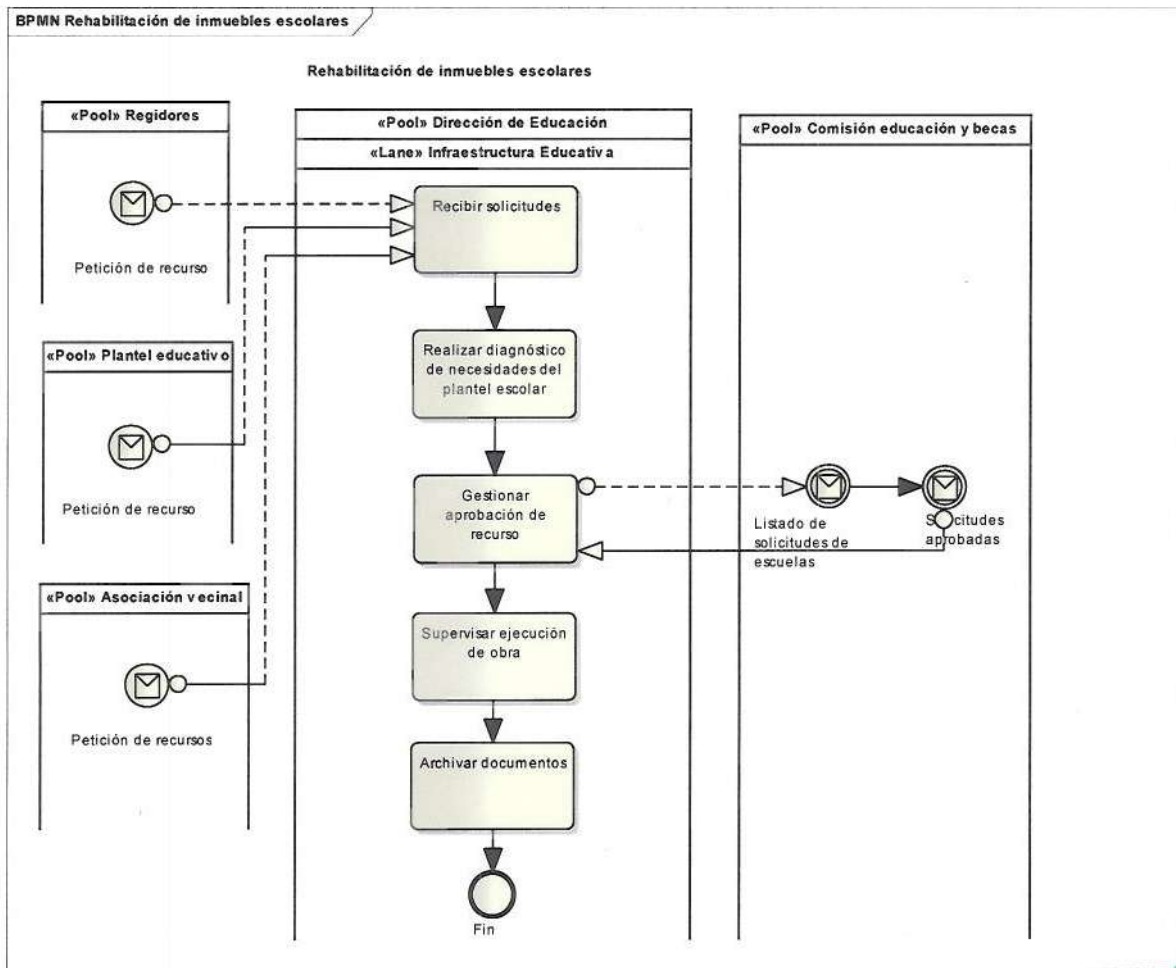 BPMN Rehabilitación de inmuebles escolares
Rehabilitación de inmuebles escolares
«Pool» Regidores
Petición de recurso
«Pool» Plantel educativo
Petición de recurso
«Pool» Asociación vecinal
Petición de recursos
«Pool» Dirección de Educación
«Lane» Infraestructura Educativa
Recibir solicitudes
Realizar diagnóstico
de necesidades del
plantel escolar
Gestionar
aprobación de
recurso
Supervisar ejecución
de obra
Archivar documentos
Fin
«Pool» Comisión educación y becas
Listado de
solicitudes de
escuelas
Solicitudes
aprobadas